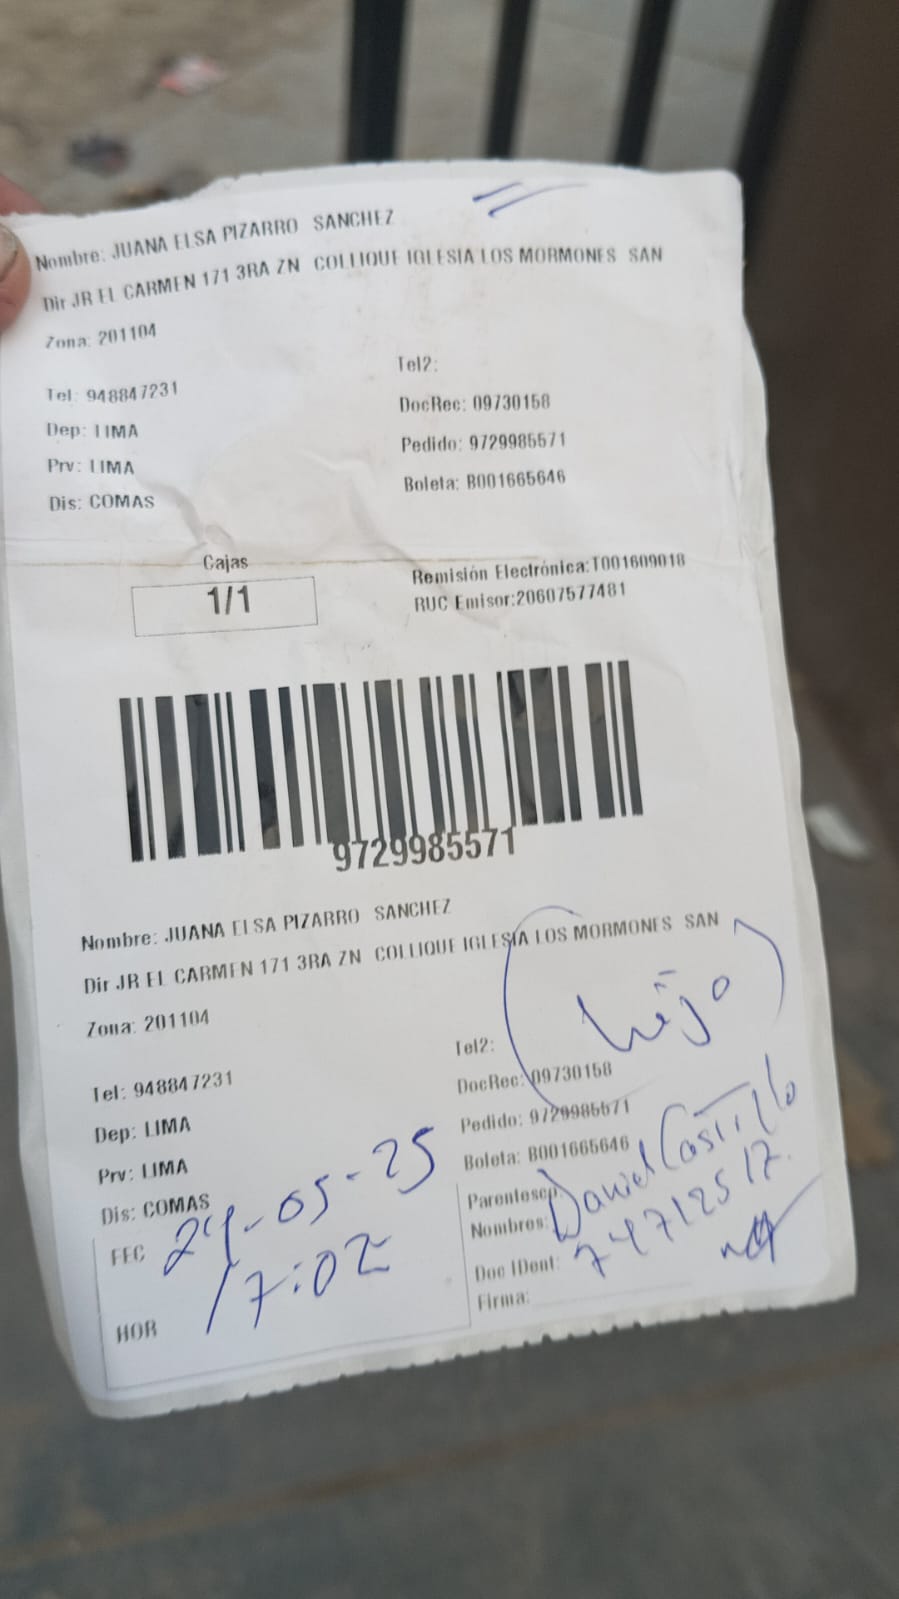 Nombre: JUANA ELSA PIZARRO SANCHEZ
Dir JR EL CARMEN 171 3RA ZN COLLIQUE IGLESIA LOS MORMONES SAN
Zona: 201104
Tel2:
Tel: 948847231
DocRec: 09730158
Dep: LIMA
Pedido: 9729985571
Prv: LIMA
Boleta: B001665646
Dis: COMAS
Cajas
1/1
Remisión Electrónica:T001609018
RUC Emisor:20607577481
9729985571
Nombre: JUANA ELSA PIZARRO SANCHEZ
Dir JR EL CARMEN 171 3RA ZN COLLIQUE IGLESIA LOS MORMONES SAN
Zona: 201104
hijo
Tel2:
Tel: 948847231
DocRec: 09730158
Dep: LIMA
Pedido: 9729985571
Prv: LIMA
Boleta: B001665646
Dis: COMAS
Parentesco:
FEC 24-05-25
Nombres: Daniel Castillo
Doc IDent: 74712517.
HOR 17:02
Firma: